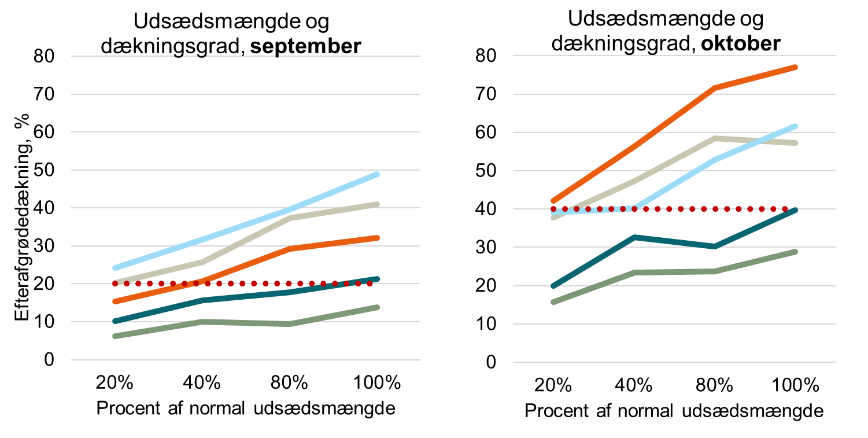 Udsædsmængde og
dækningsgrad, september
80
70
60
50
40
30
20
10
0
Efterafgrødedækning, %
20% 40% 80% 100%
Procent af normal udsædsmængde
Udsædsmængde og
dækningsgrad, oktober
80
70
60
50
40
30
20
10
0
20% 40% 80% 100%
Procent af normal udsædsmængde